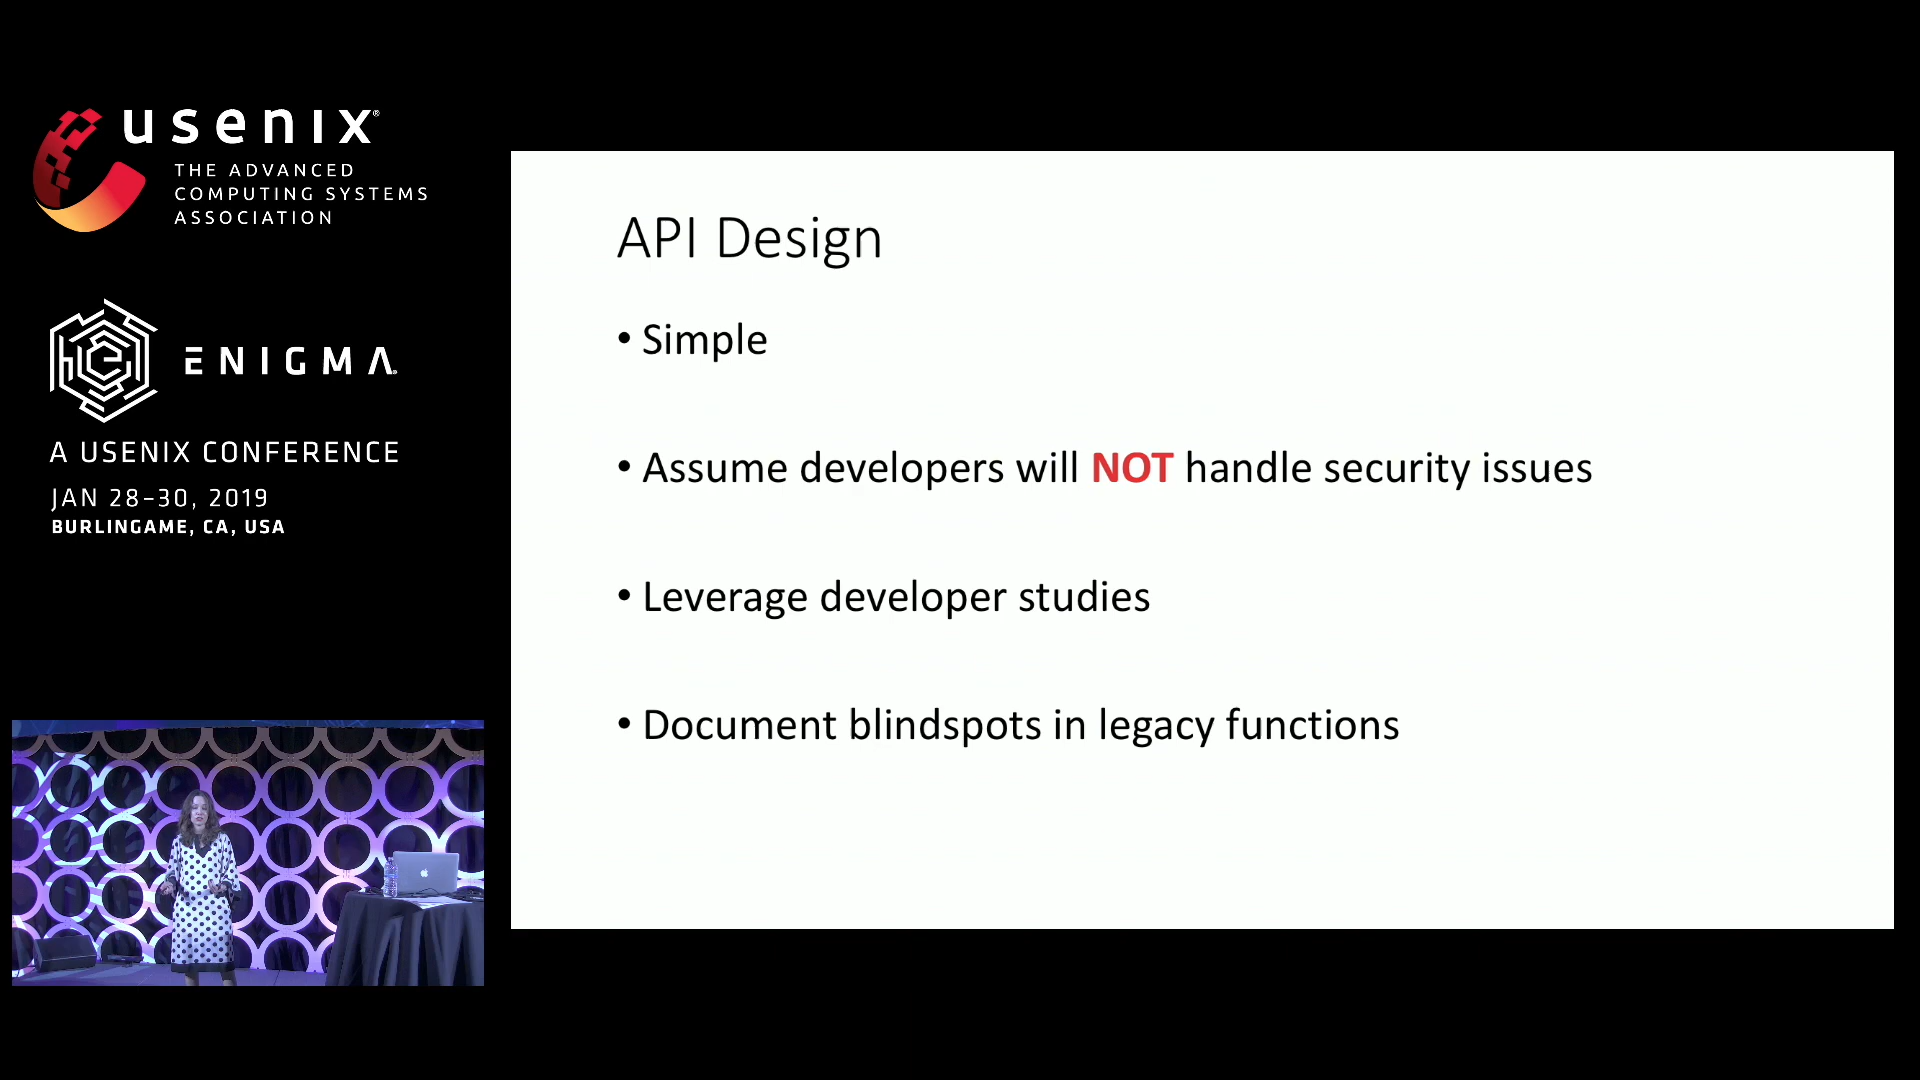 usenix®
THE ADVANCED
COMPUTING SYSTEMS
ASSOCIATION
ENIGMA
A USENIX CONFERENCE
JAN 28–30, 2019
BURLINGAME, CA, USA
API Design
• Simple
• Assume developers will NOT handle security issues
• Leverage developer studies
• Document blindspots in legacy functions